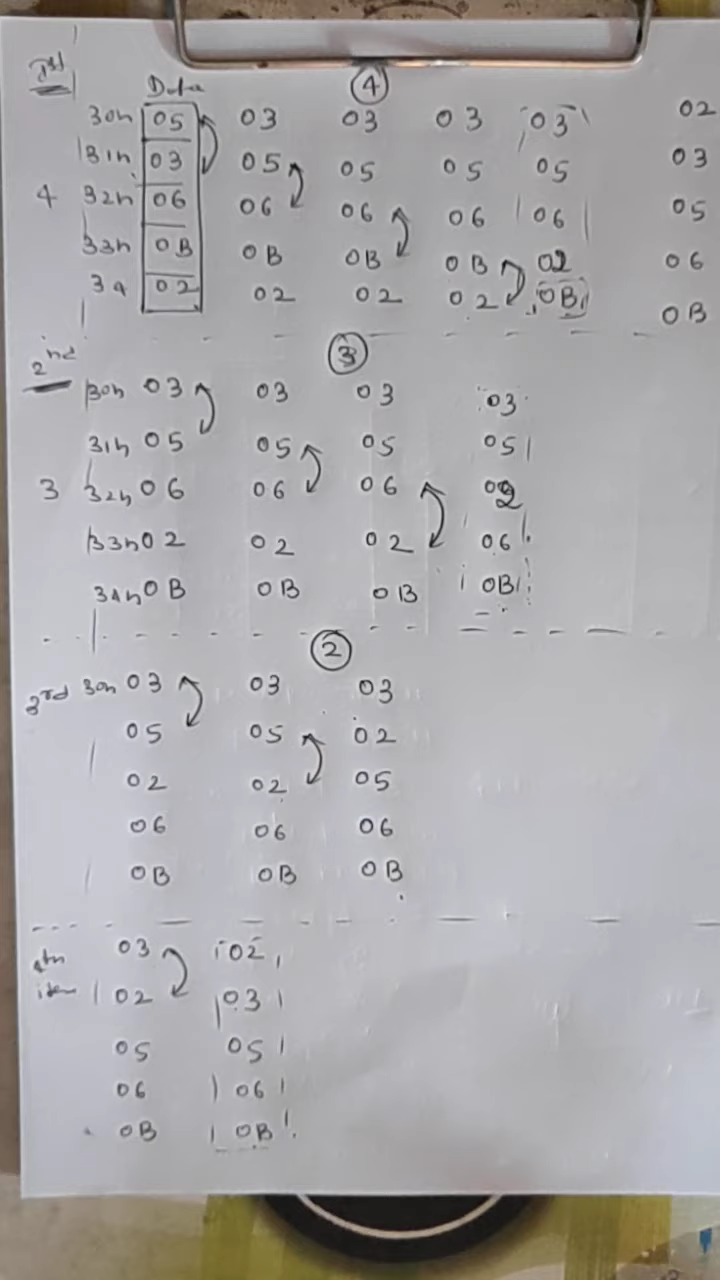 1st
Data ④
30h 05 03 03 03 03 02
31h 03 05 05 05 05 03
4 32h 06 06 06 06 06 05
33h 0B 0B 0B 0B 02 06
34 02 02 02 02 0B 0B
2nd ③
30h 03 03 03 03
31h 05 05 05 05
3 32h 06 06 06 02
33h 02 02 02 06
34h 0B 0B 0B 0B
②
3rd 30h 03 03 03
05 05 02
02 02 05
06 06 06
0B 0B 0B
4th 03 02
02 03
05 05
06 06
0B 0B